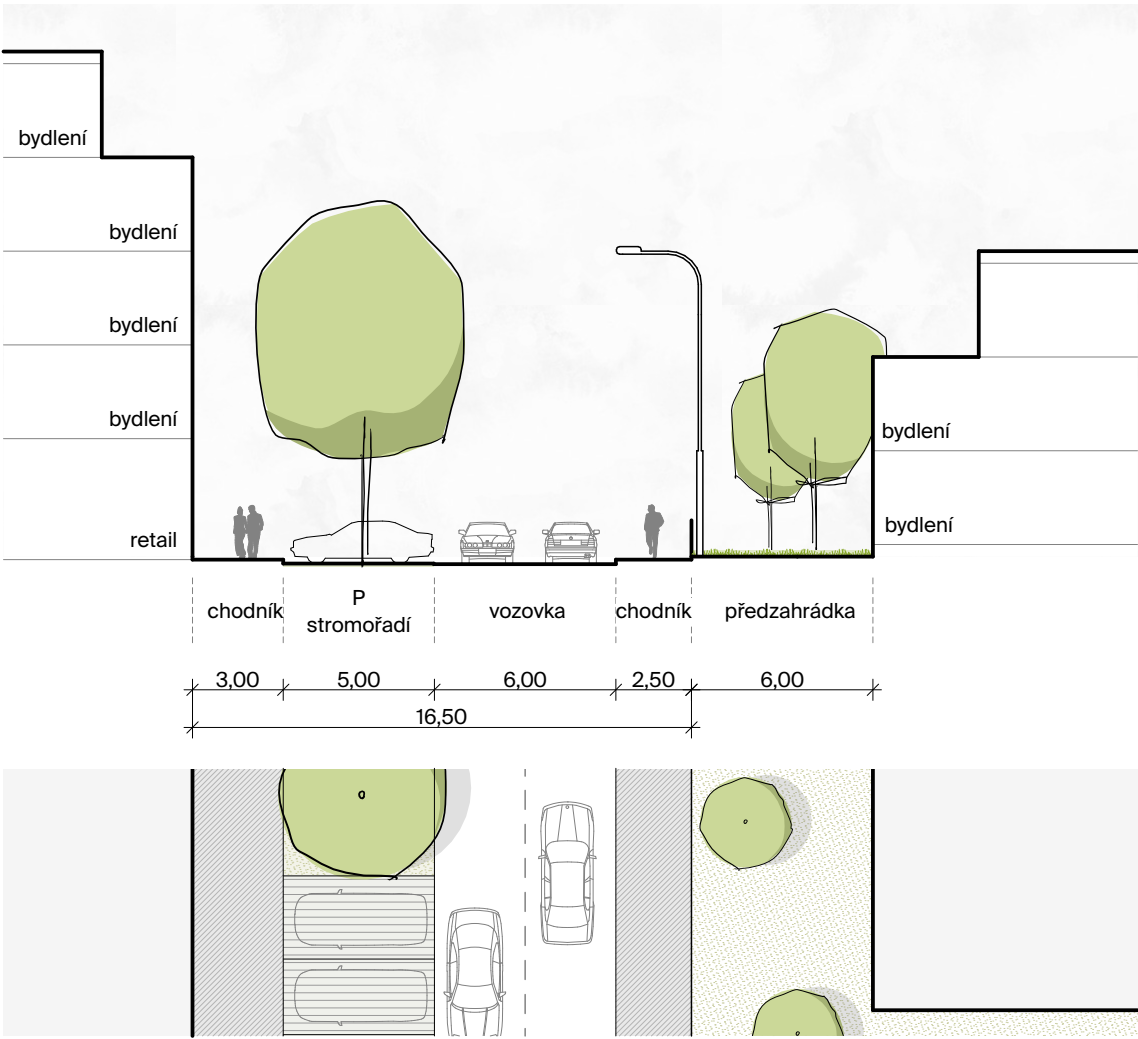 bydlení
bydlení
bydlení
bydlení
retail
bydlení
bydlení
chodník
P
stromořadí
vozovka
chodník
předzahrádka
3,00
5,00
6,00
2,50
6,00
16,50